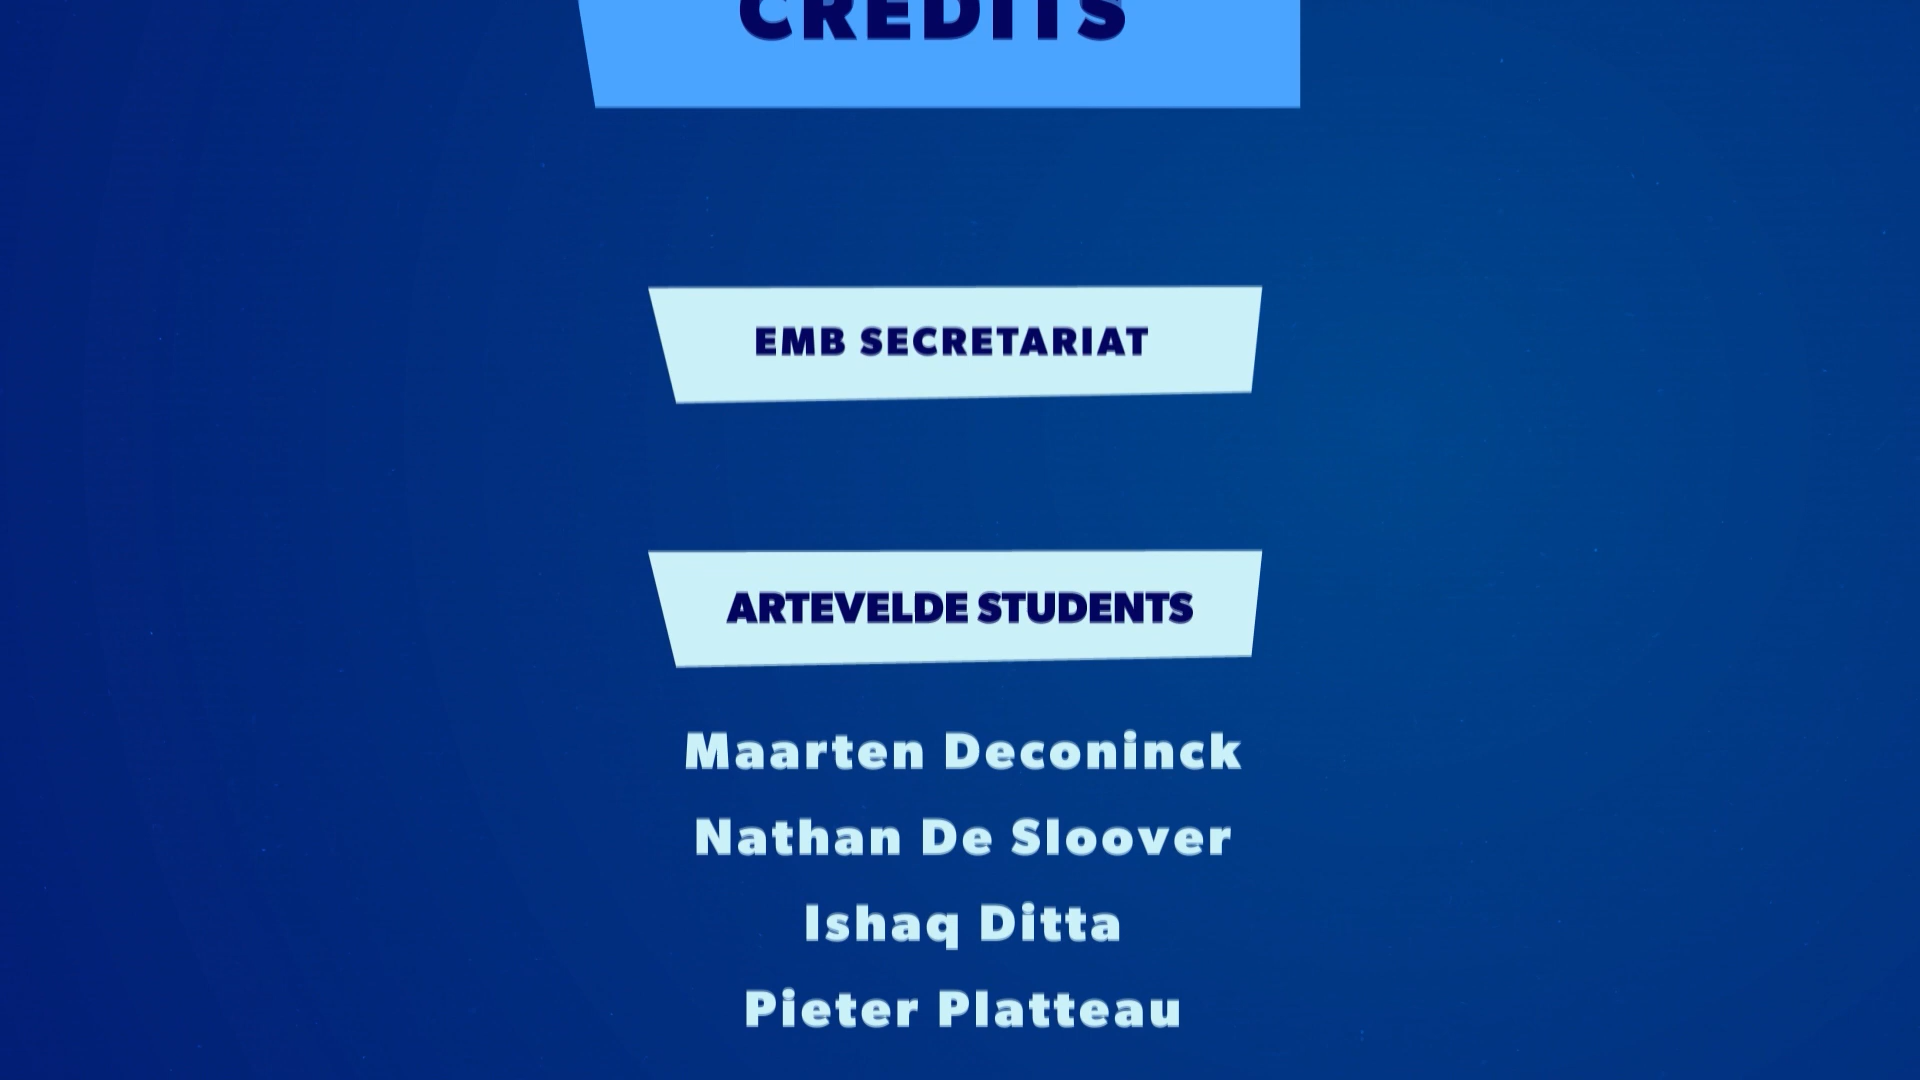 CREDITS
EMB SECRETARIAT
ARTEVELDE STUDENTS
Maarten Deconinck
Nathan De Sloover
Ishaq Ditta
Pieter Platteau